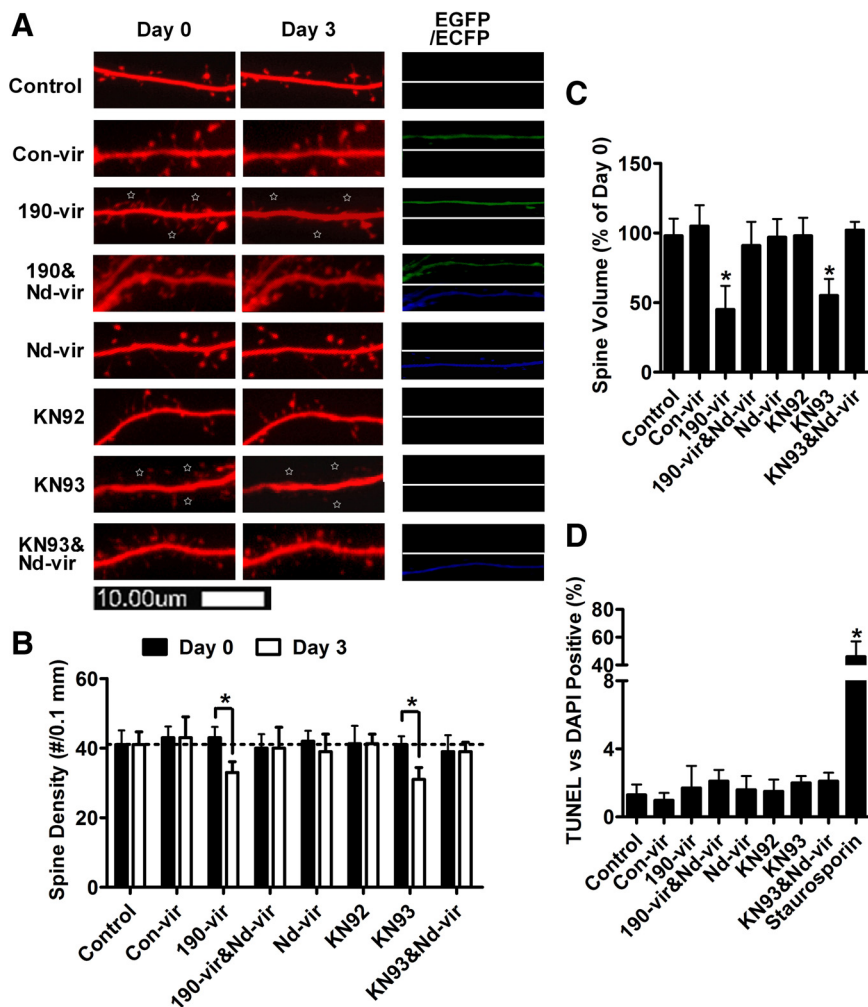 A
Day 0
Day 3
EGFP
/ECFP
Control
Con-vir
190-vir
190&
Nd-vir
Nd-vir
KN92
KN93
KN93&
Nd-vir
10.00um
B
Day 0
Day 3
Spine Density (#/0.1 mm)
60
40
20
0
*
*
Control
Con-vir
190-vir
190-vir&Nd-vir
Nd-vir
KN92
KN93
KN93&Nd-vir
C
Spine Volume (% of Day 0)
150
100
50
0
*
*
Control
Con-vir
190-vir
190-vir&Nd-vir
Nd-vir
KN92
KN93
KN93&Nd-vir
D
TUNEL vs DAPI Positive (%)
80
60
40
8
4
0
*
Control
Con-vir
190-vir
190-vir&Nd-vir
Nd-vir
KN92
KN93
KN93&Nd-vir
Staurosporin